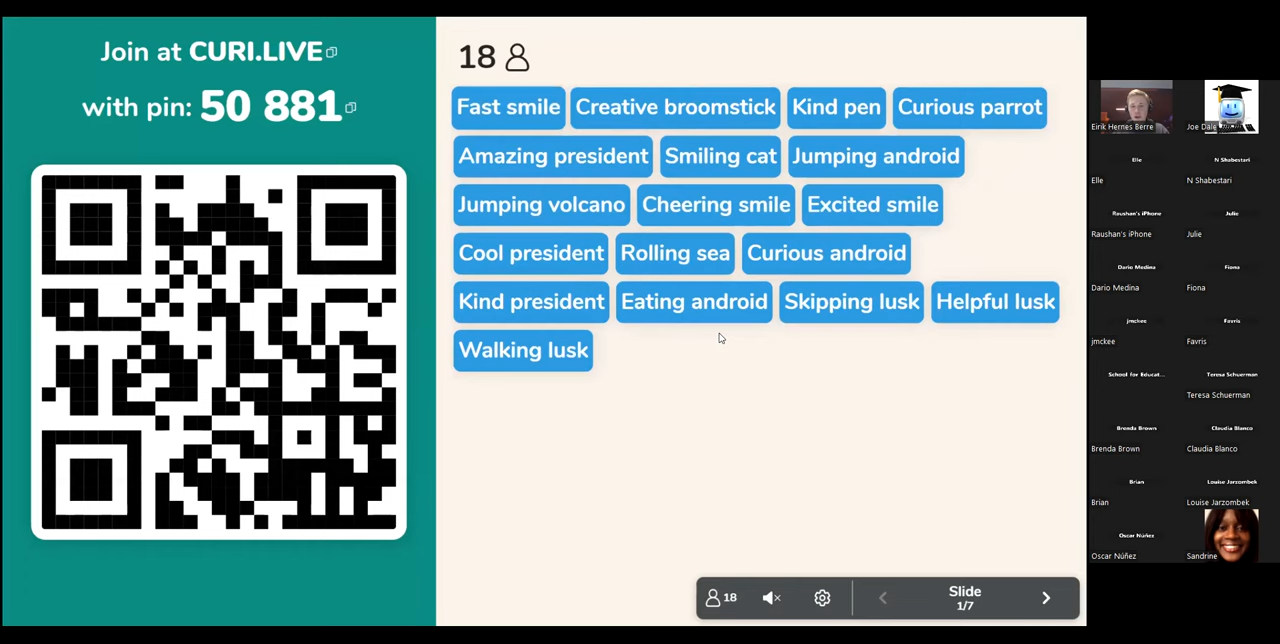 Join at CURI.LIVE
with pin: 50 881
18
Fast smile Creative broomstick Kind pen Curious parrot
Amazing president Smiling cat Jumping android
Jumping volcano Cheering smile Excited smile
Cool president Rolling sea Curious android
Kind president Eating android Skipping lusk Helpful lusk
Walking lusk
18
Slide
1/7
Eirik Hernes Berre
Joe Dale
Elle
N Shabestari
Elle
N Shabestari
Raushan's iPhone
Julie
Raushan's iPhone
Julie
Dario Medina
Fiona
Dario Medina
Fiona
jmckee
Favris
jmckee
Favris
School for Educat...
Teresa Schuerman
Teresa Schuerman
Brenda Brown
Claudia Blanco
Brenda Brown
Claudia Blanco
Brian
Louise Jarzombek
Brian
Louise Jarzombek
Oscar Núñez
Oscar Núñez
Sandrine